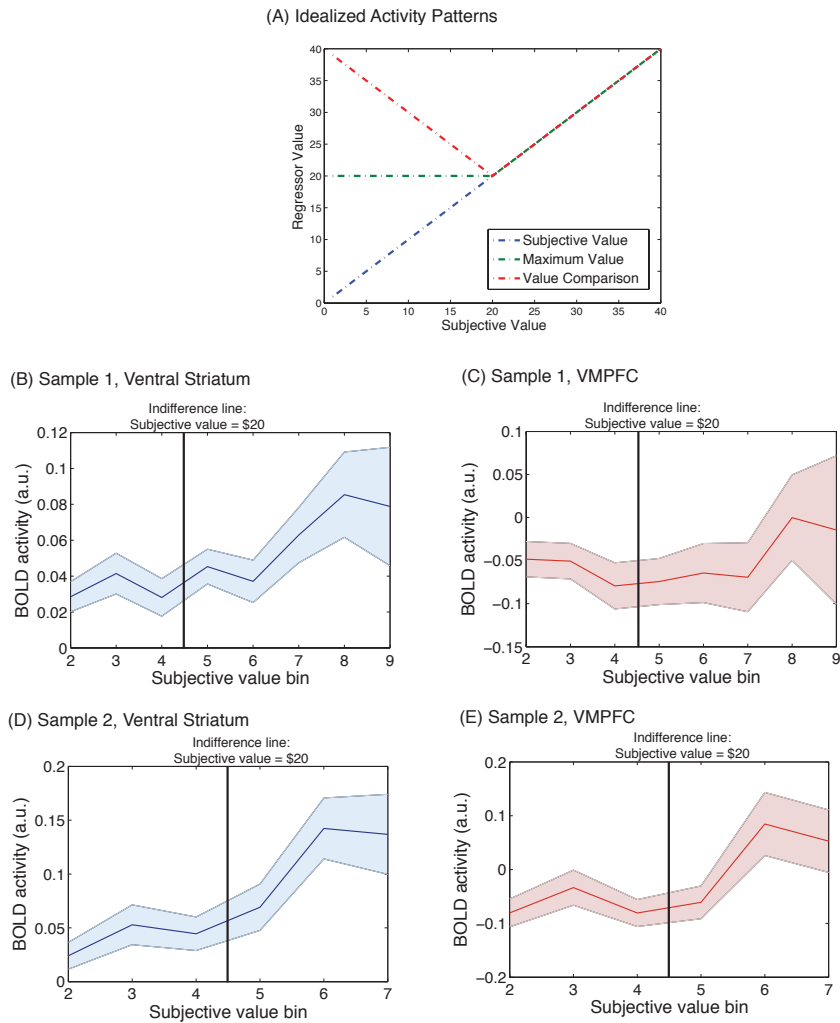 (A) Idealized Activity Patterns
40
35
30
25
20
15
10
5
0
Regressor Value
Subjective Value
Maximum Value
Value Comparison
0 5 10 15 20 25 30 35 40
Subjective Value
(B) Sample 1, Ventral Striatum
Indifference line:
Subjective value = $20
0.12
0.1
0.08
0.06
0.04
0.02
0
BOLD activity (a.u.)
2 3 4 5 6 7 8 9
Subjective value bin
(C) Sample 1, VMPFC
Indifference line:
Subjective value = $20
0.1
0.05
0
−0.05
−0.1
−0.15
BOLD activity (a.u.)
2 3 4 5 6 7 8 9
Subjective value bin
(D) Sample 2, Ventral Striatum
Indifference line:
Subjective value = $20
0.2
0.15
0.1
0.05
0
BOLD activity (a.u.)
2 3 4 5 6 7
Subjective value bin
(E) Sample 2, VMPFC
Indifference line:
Subjective value = $20
0.2
0.1
0
−0.1
−0.2
BOLD activity (a.u.)
2 3 4 5 6 7
Subjective value bin